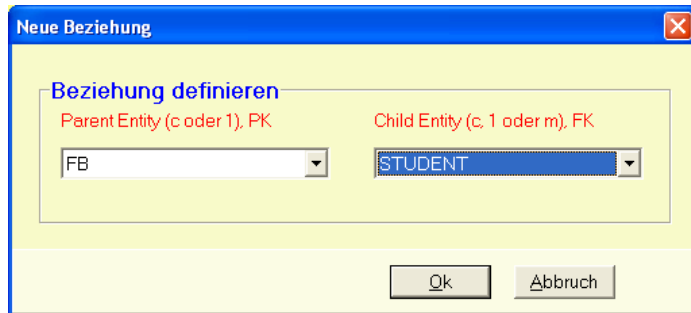 Neue Beziehung
Beziehung definieren
Parent Entity (c oder 1), PK
Child Entity (c, 1 oder m), FK
FB
STUDENT
Ok
Abbruch